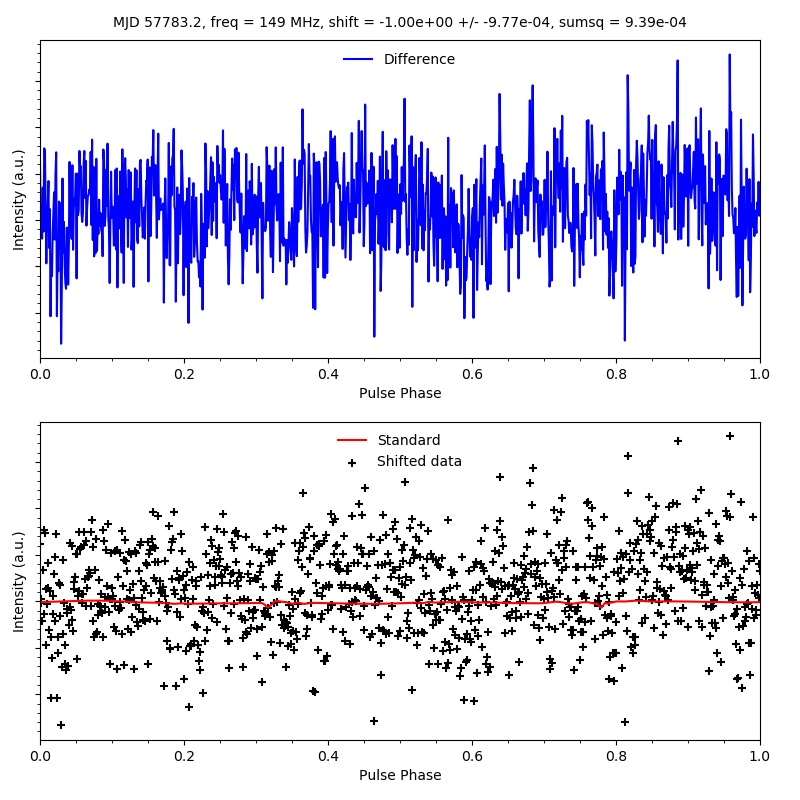 MJD 57783.2, freq = 149 MHz, shift = -1.00e+00 +/- -9.77e-04, sumsq = 9.39e-04
Difference
Intensity (a.u.)
0.0 0.2 0.4 0.6 0.8 1.0
Pulse Phase
Standard
Shifted data
Intensity (a.u.)
0.0 0.2 0.4 0.6 0.8 1.0
Pulse Phase